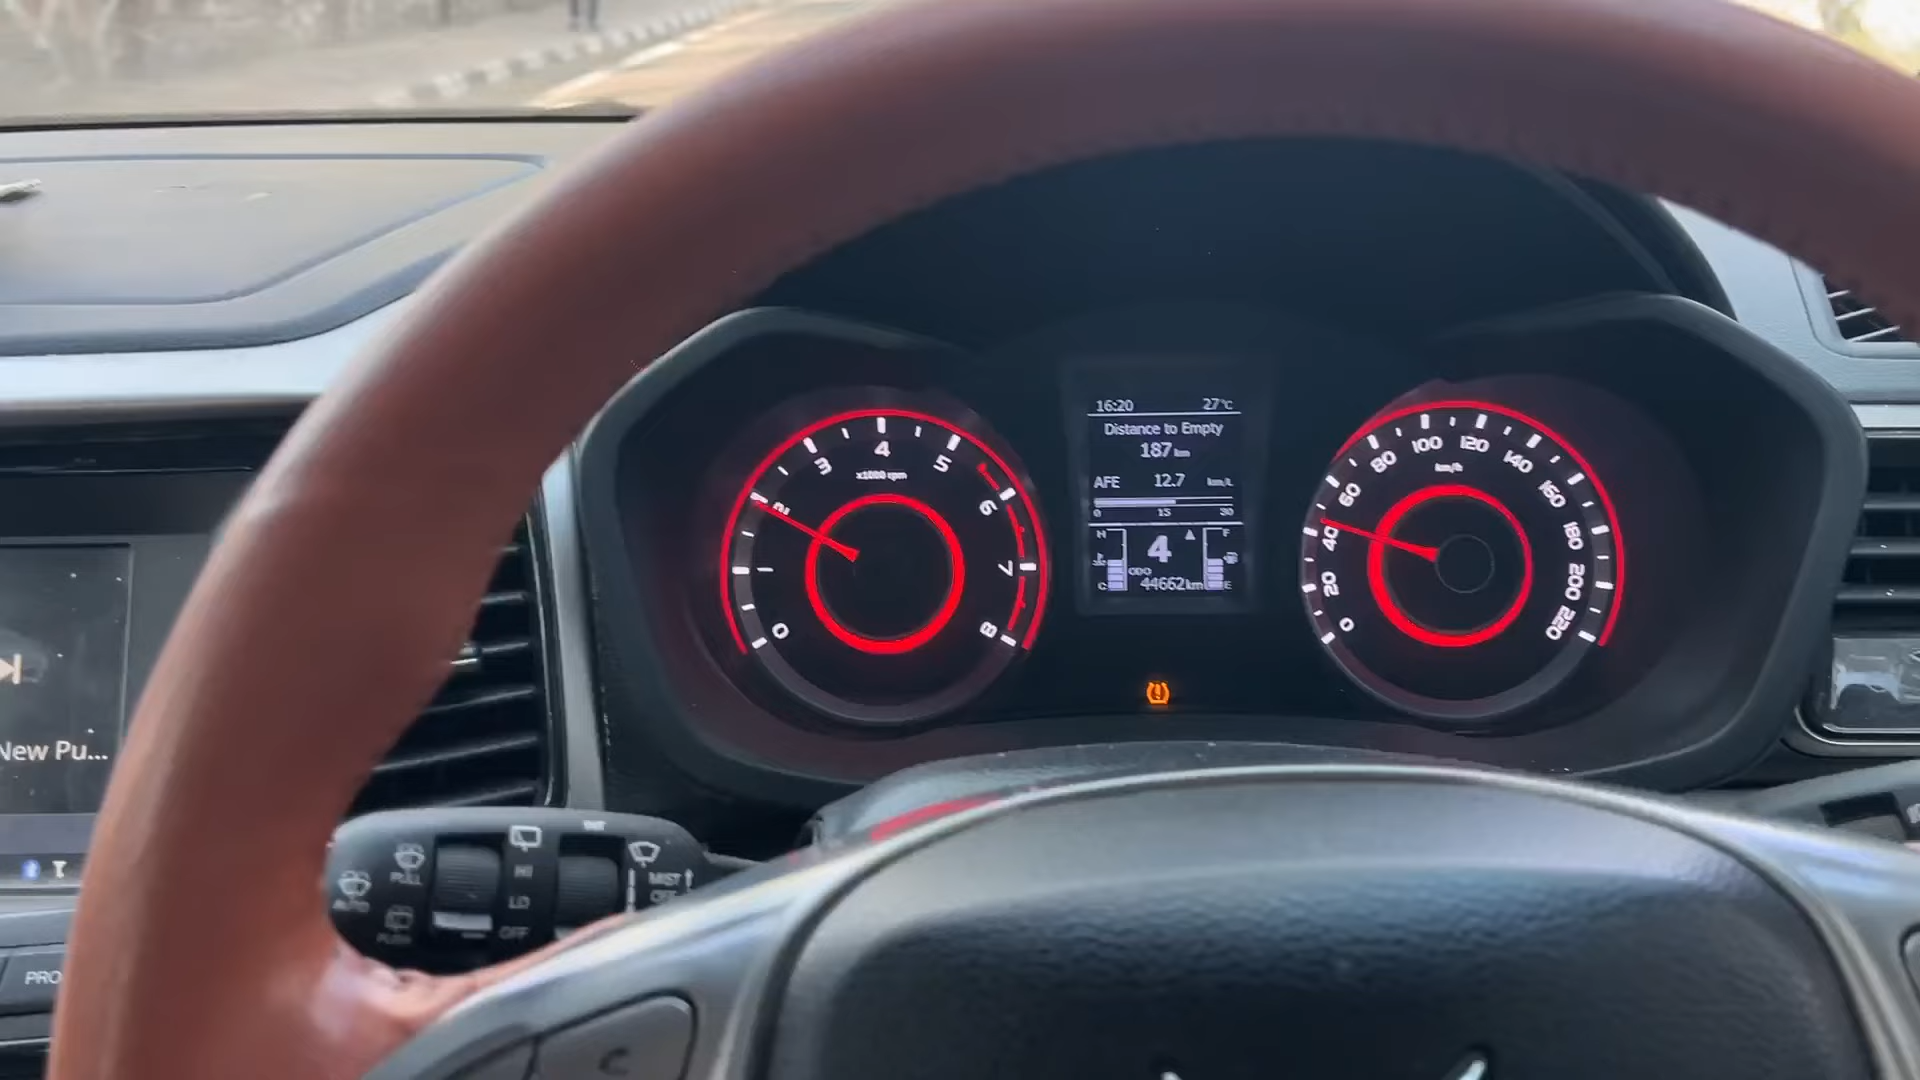 16:20 27°C
Distance to Empty
187 km
AFE 12.7 km/L
0 15 30
H 4 F
ODO
C 44662km E
0 1 2 3 4 5 6 7 8
x1000 rpm
0 20 40 60 80 100 120 140 160 180 200 220
km/h
New Pu...
PULL
HI
MIST
AUTO
LO
OFF
PUSH
OFF
PRO